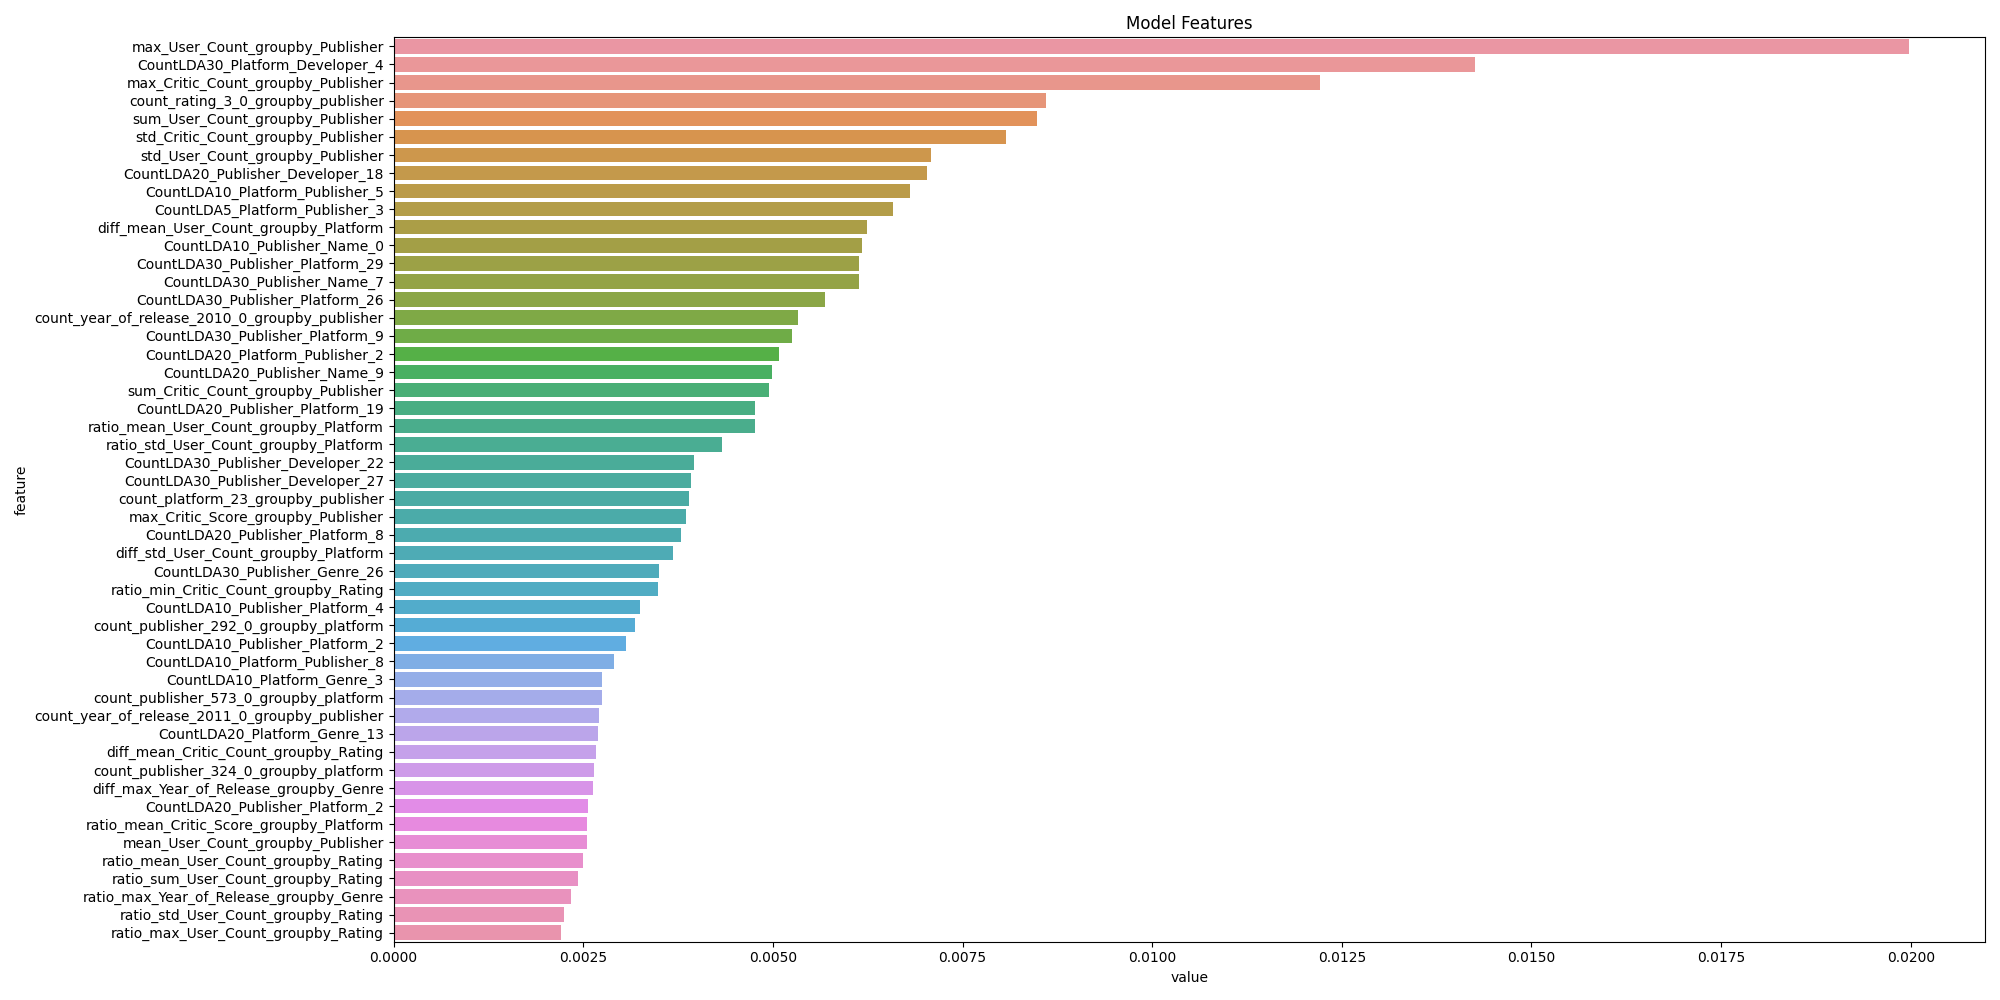 Model Features
max_User_Count_groupby_Publisher
CountLDA30_Platform_Developer_4
max_Critic_Count_groupby_Publisher
count_rating_3_0_groupby_publisher
sum_User_Count_groupby_Publisher
std_Critic_Count_groupby_Publisher
std_User_Count_groupby_Publisher
CountLDA20_Publisher_Developer_18
CountLDA10_Platform_Publisher_5
CountLDA5_Platform_Publisher_3
diff_mean_User_Count_groupby_Platform
CountLDA10_Publisher_Name_0
CountLDA30_Publisher_Platform_29
CountLDA30_Publisher_Name_7
CountLDA30_Publisher_Platform_26
count_year_of_release_2010_0_groupby_publisher
CountLDA30_Publisher_Platform_9
CountLDA20_Platform_Publisher_2
CountLDA20_Publisher_Name_9
sum_Critic_Count_groupby_Publisher
CountLDA20_Publisher_Platform_19
ratio_mean_User_Count_groupby_Platform
ratio_std_User_Count_groupby_Platform
CountLDA30_Publisher_Developer_22
CountLDA30_Publisher_Developer_27
count_platform_23_groupby_publisher
max_Critic_Score_groupby_Publisher
CountLDA20_Publisher_Platform_8
diff_std_User_Count_groupby_Platform
CountLDA30_Publisher_Genre_26
ratio_min_Critic_Count_groupby_Rating
CountLDA10_Publisher_Platform_4
count_publisher_292_0_groupby_platform
CountLDA10_Publisher_Platform_2
CountLDA10_Platform_Publisher_8
CountLDA10_Platform_Genre_3
count_publisher_573_0_groupby_platform
count_year_of_release_2011_0_groupby_publisher
CountLDA20_Platform_Genre_13
diff_mean_Critic_Count_groupby_Rating
count_publisher_324_0_groupby_platform
diff_max_Year_of_Release_groupby_Genre
CountLDA20_Publisher_Platform_2
ratio_mean_Critic_Score_groupby_Platform
mean_User_Count_groupby_Publisher
ratio_mean_User_Count_groupby_Rating
ratio_sum_User_Count_groupby_Rating
ratio_max_Year_of_Release_groupby_Genre
ratio_std_User_Count_groupby_Rating
ratio_max_User_Count_groupby_Rating
feature
0.0000 0.0025 0.0050 0.0075 0.0100 0.0125 0.0150 0.0175 0.0200
value